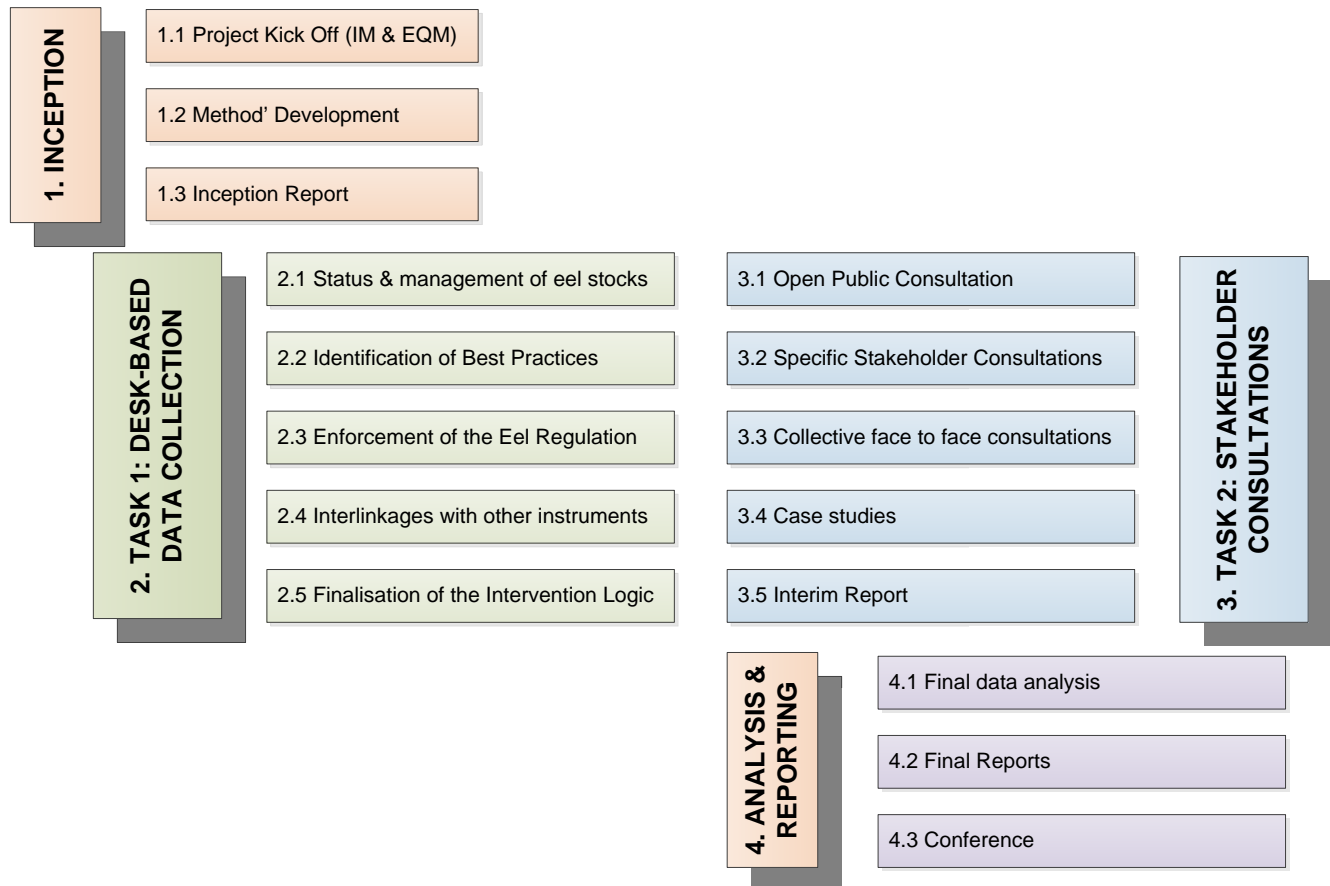 1. INCEPTION
1.1 Project Kick Off (IM & EQM)
1.2 Method’ Development
1.3 Inception Report
2. TASK 1: DESK-BASED
DATA COLLECTION
2.1 Status & management of eel stocks
2.2 Identification of Best Practices
2.3 Enforcement of the Eel Regulation
2.4 Interlinkages with other instruments
2.5 Finalisation of the Intervention Logic
3. TASK 2: STAKEHOLDER
CONSULTATIONS
3.1 Open Public Consultation
3.2 Specific Stakeholder Consultations
3.3 Collective face to face consultations
3.4 Case studies
3.5 Interim Report
4. ANALYSIS &
REPORTING
4.1 Final data analysis
4.2 Final Reports
4.3 Conference